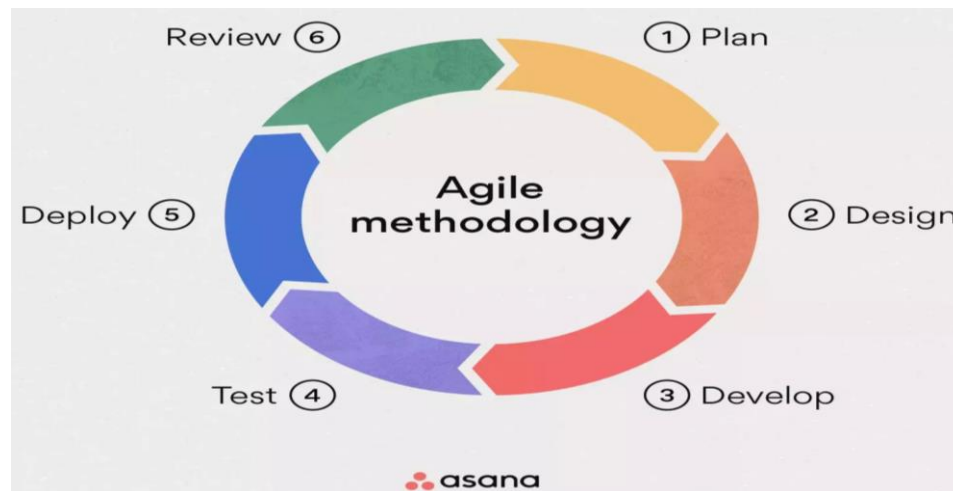 Review 6
1 Plan
Agile
methodology
Deploy 5
2 Design
Test 4
3 Develop
asana